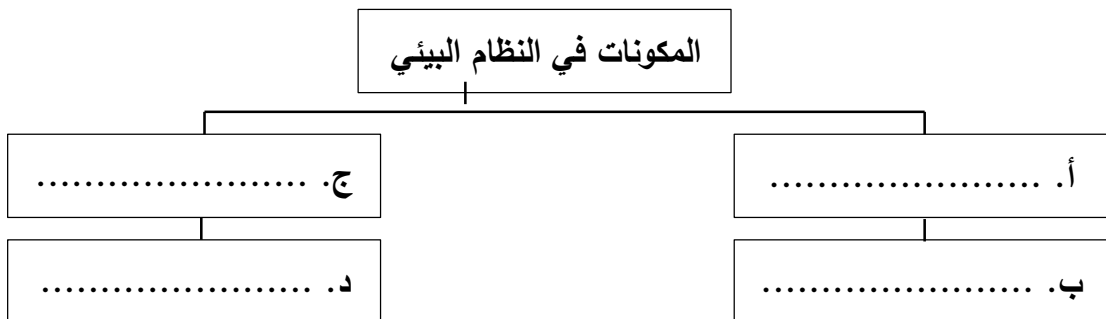 المكونات في النظام البيئي
أ. .......................
ج. .......................
ب. .......................
د. .......................